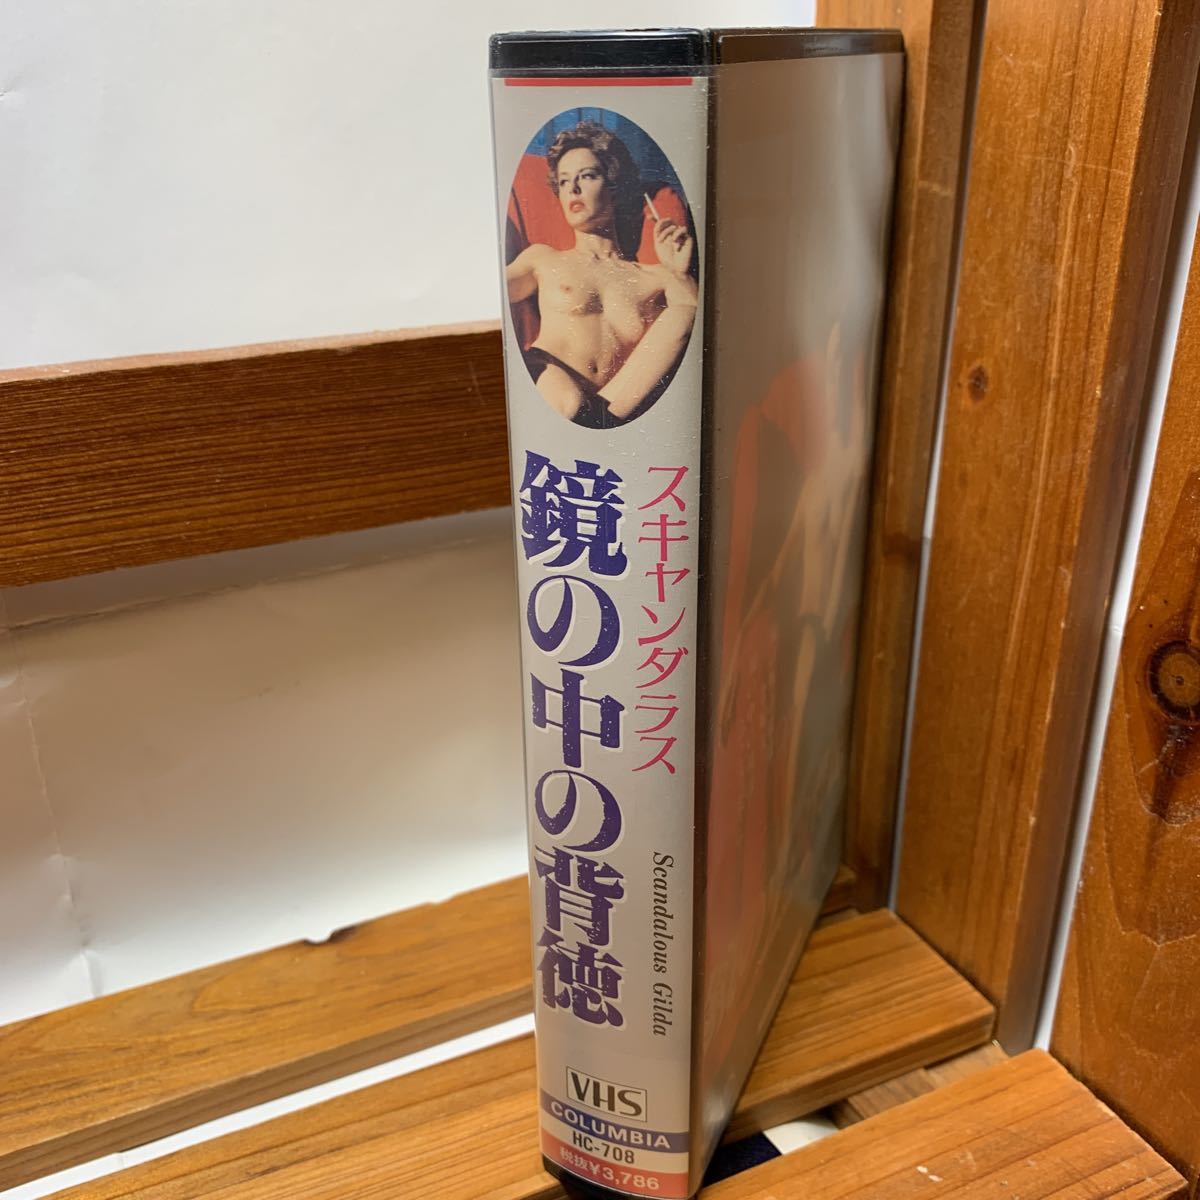 スキャンダラス
鏡の中の背徳
Scandalous Gilda
VHS
COLUMBIA
HC-708
税抜¥3,786